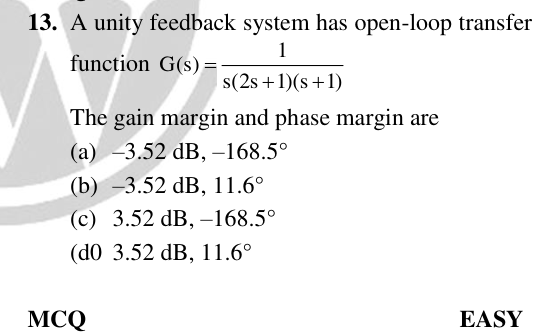 13. A unity feedback system has open-loop transfer
function G(s) = 1 / s(2s+1)(s+1)
The gain margin and phase margin are
(a) –3.52 dB, –168.5°
(b) –3.52 dB, 11.6°
(c) 3.52 dB, –168.5°
(d0 3.52 dB, 11.6°
MCQ EASY